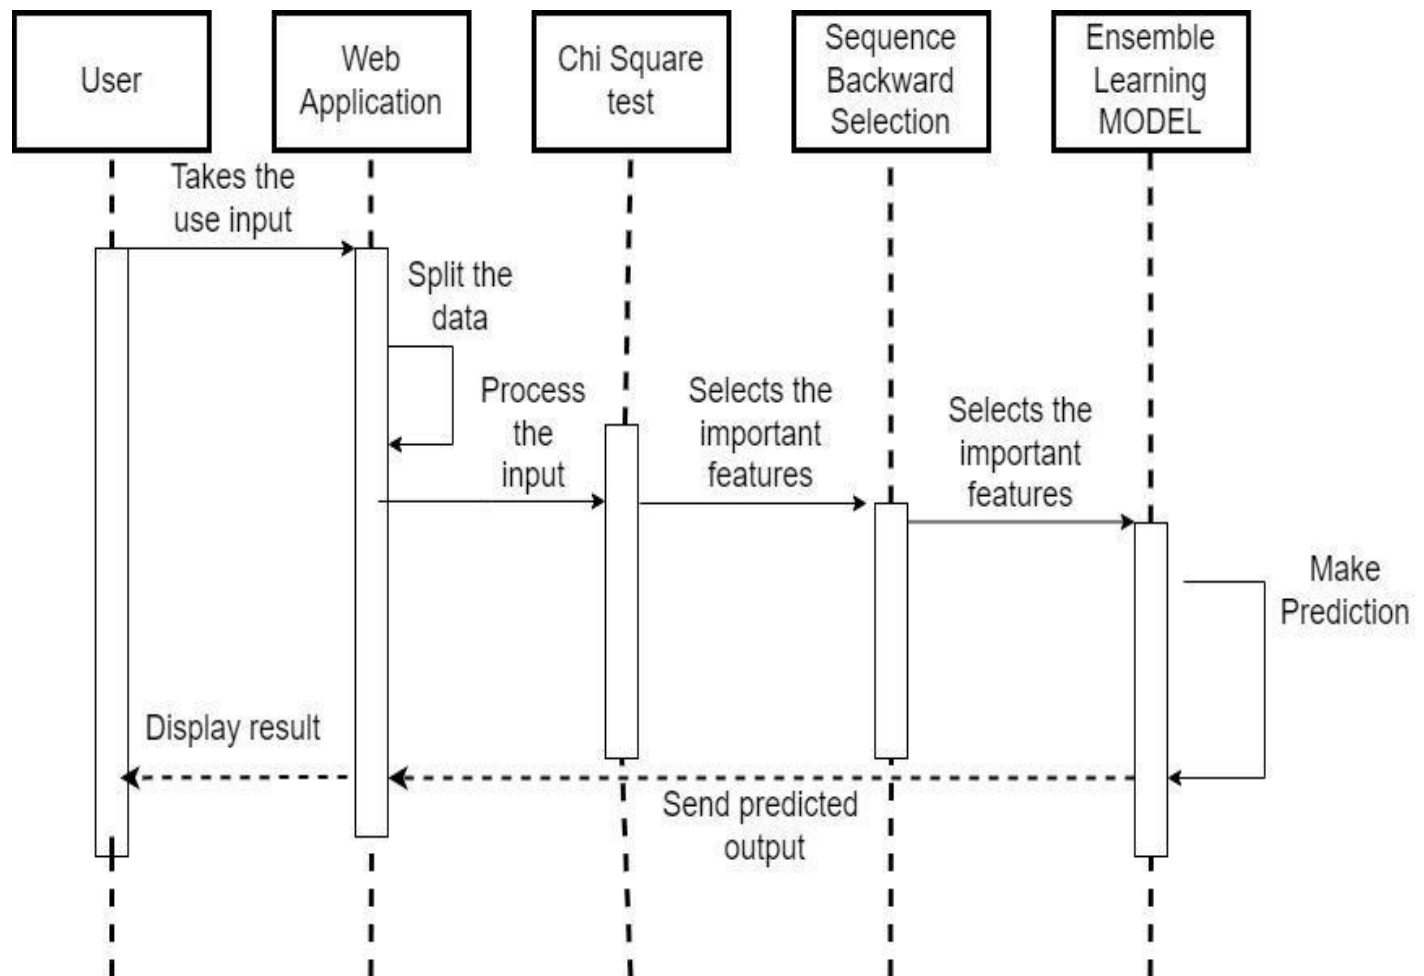 User
Web
Application
Chi Square
test
Sequence
Backward
Selection
Ensemble
Learning
MODEL
Takes the
use input
Split the
data
Process
the
input
Selects the
important
features
Selects the
important
features
Make
Prediction
Display result
Send predicted
output